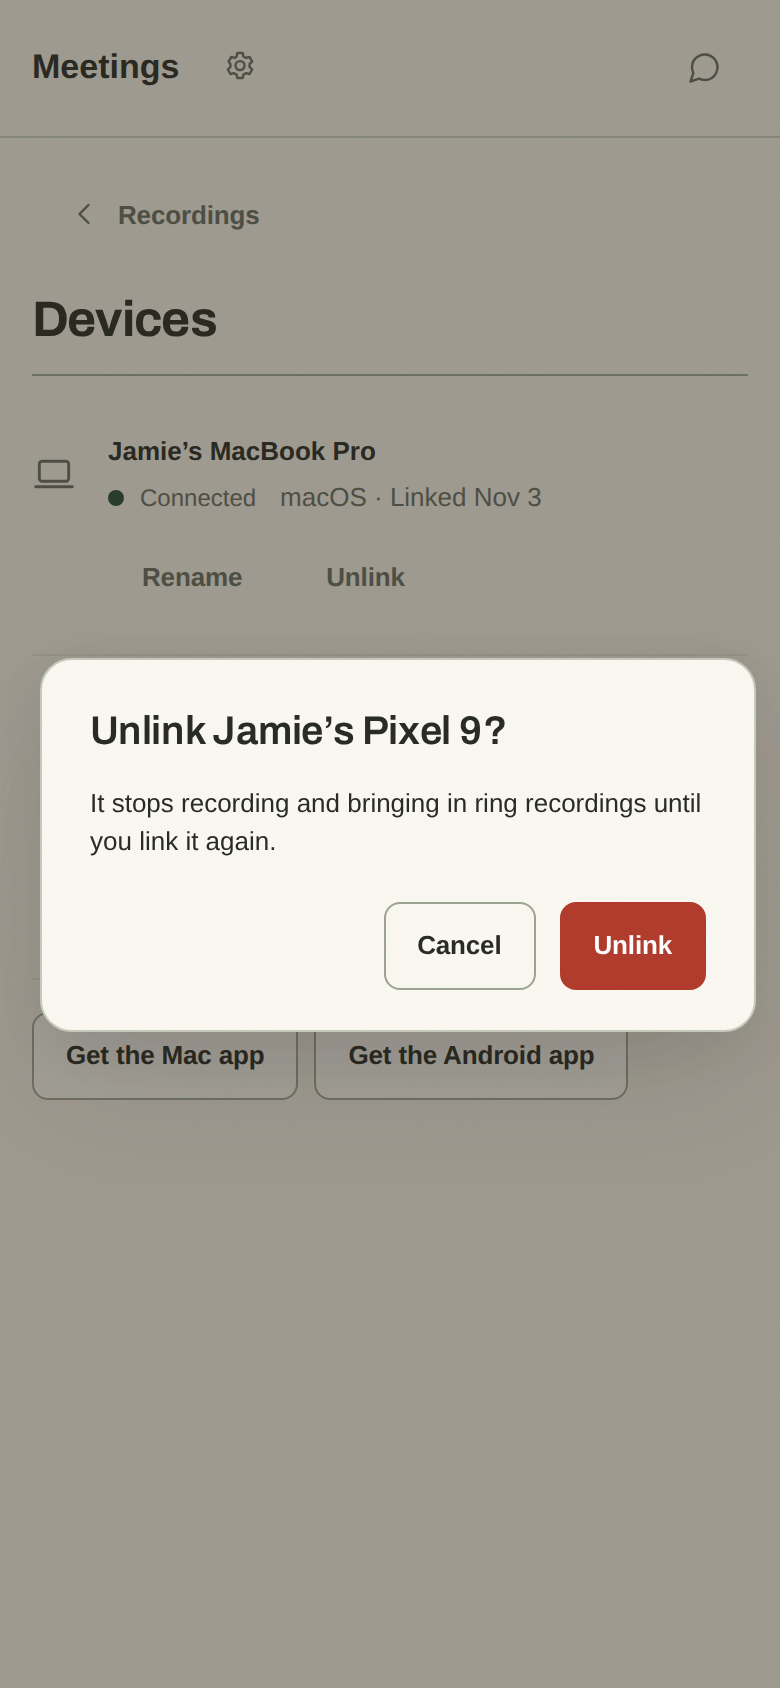 Meetings
Recordings
Devices
Jamie’s MacBook Pro
Connected macOS · Linked Nov 3
Rename Unlink
Unlink Jamie’s Pixel 9?
It stops recording and bringing in ring recordings until
you link it again.
Cancel Unlink
Get the Mac app Get the Android app